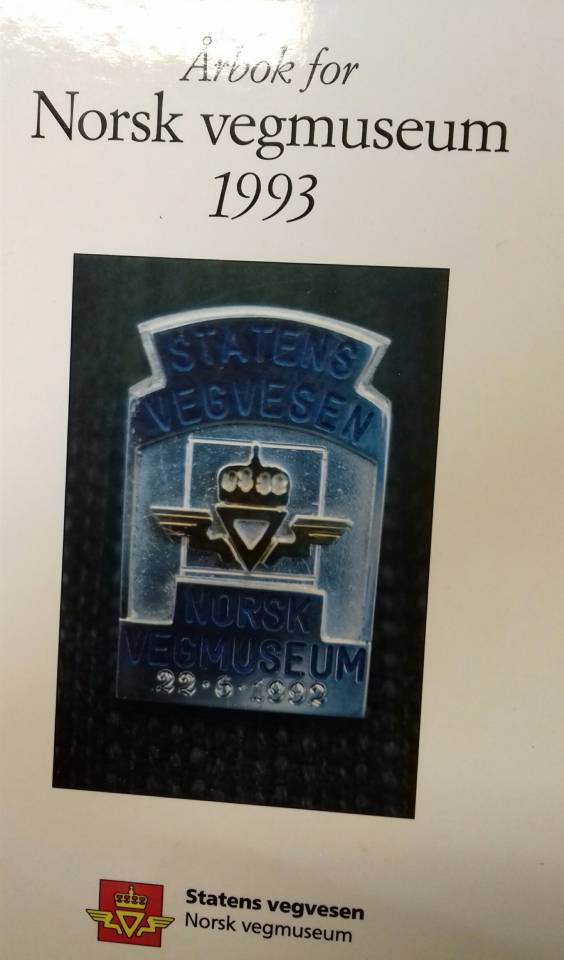 Årbok for
Norsk vegmuseum
1993
STATENS
VEGVESEN
NORSK
VEGMUSEUM
22·6·1992
Statens vegvesen
Norsk vegmuseum